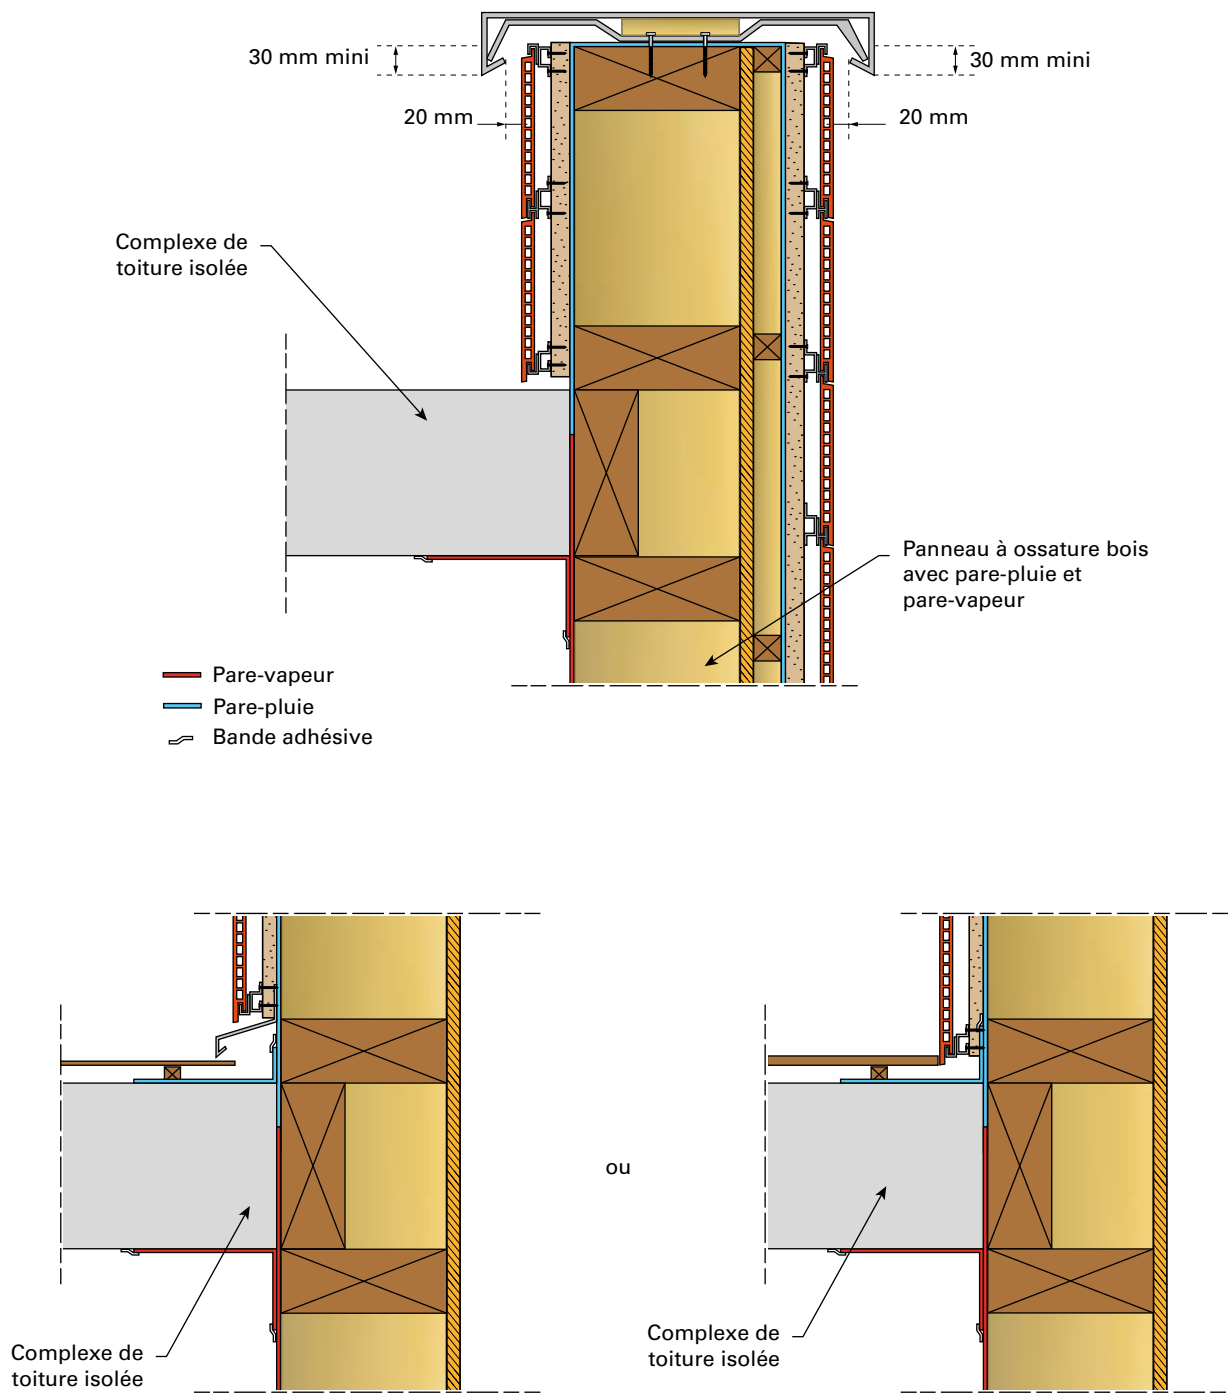 30 mm mini
30 mm mini
20 mm
20 mm
Complexe de
toiture isolée
Panneau à ossature bois
avec pare-pluie et
pare-vapeur
Pare-vapeur
Pare-pluie
Bande adhésive
ou
Complexe de
toiture isolée
Complexe de
toiture isolée